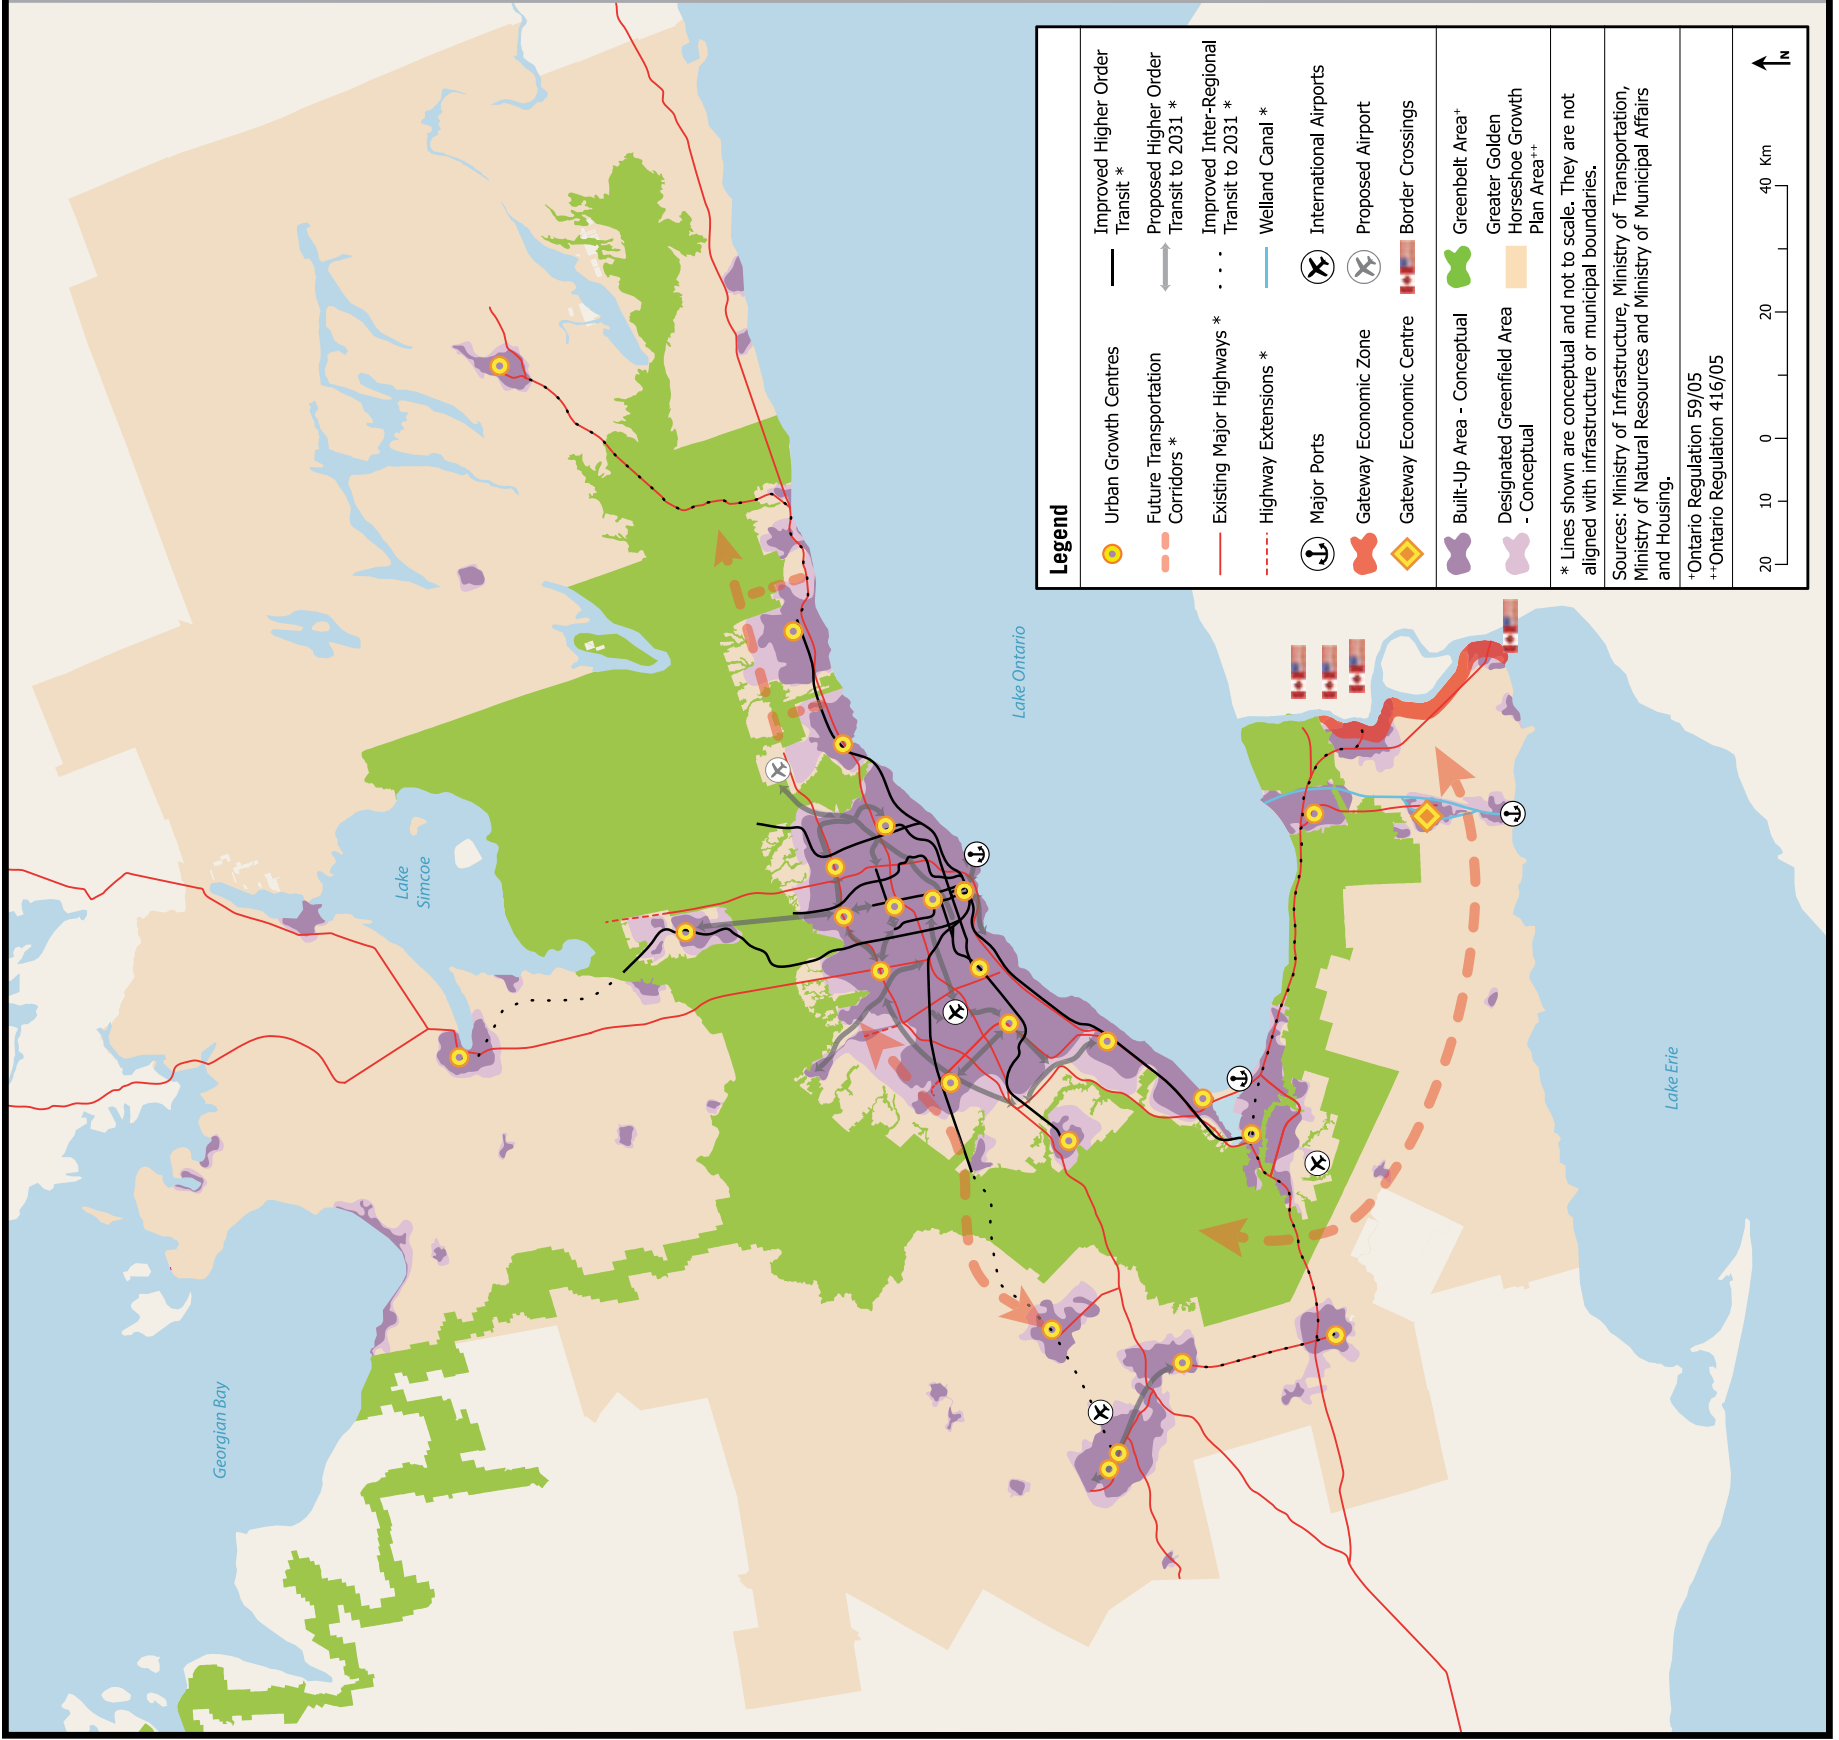 Georgian Bay
Lake
Simcoe
Lake Ontario
Lake Erie
Legend
Urban Growth Centres
Future Transportation
Corridors *
Existing Major Highways *
Highway Extensions *
Major Ports
Gateway Economic Zone
Gateway Economic Centre
Improved Higher Order
Transit *
Proposed Higher Order
Transit to 2031 *
Improved Inter-Regional
Transit to 2031 *
Welland Canal *
International Airports
Proposed Airport
Border Crossings
Built-Up Area - Conceptual
Designated Greenfield Area
- Conceptual
Greenbelt Area+
Greater Golden
Horseshoe Growth
Plan Area++
* Lines shown are conceptual and not to scale. They are not
aligned with infrastructure or municipal boundaries.
Sources: Ministry of Infrastructure, Ministry of Transportation,
Ministry of Natural Resources and Ministry of Municipal Affairs
and Housing.
+Ontario Regulation 59/05
++Ontario Regulation 416/05
20 10 0 20 40 Km
N